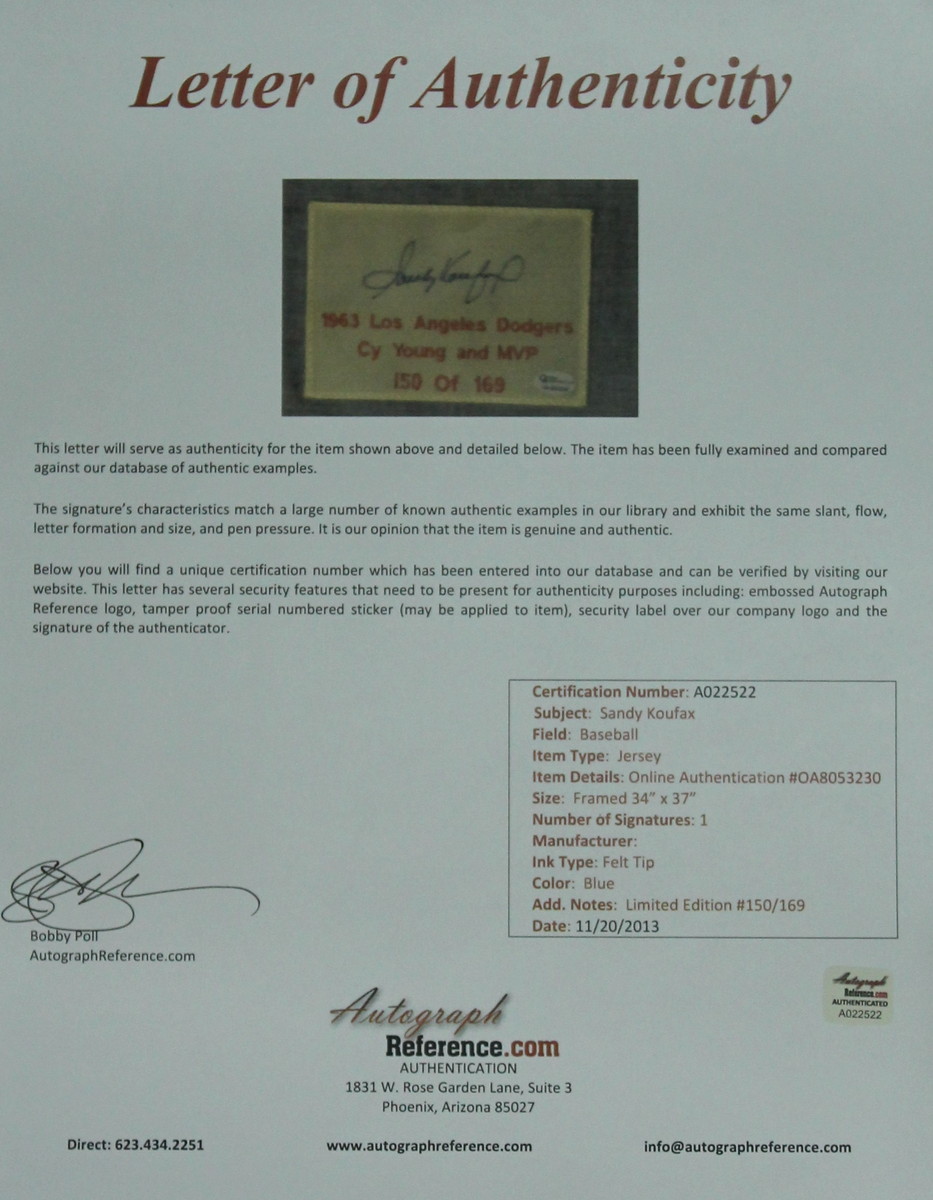 Letter of Authenticity
Sandy Koufax
1963 Los Angeles Dodgers
Cy Young and MVP
150 Of 169
This letter will serve as authenticity for the item shown above and detailed below. The item has been fully examined and compared
against our database of authentic examples.
The signature's characteristics match a large number of known authentic examples in our library and exhibit the same slant, flow,
letter formation and size, and pen pressure. It is our opinion that the item is genuine and authentic.
Below you will find a unique certification number which has been entered into our database and can be verified by visiting our
website. This letter has several security features that need to be present for authenticity purposes including: embossed Autograph
Reference logo, tamper proof serial numbered sticker (may be applied to item), security label over our company logo and the
signature of the authenticator.
Certification Number: A022522
Subject: Sandy Koufax
Field: Baseball
Item Type: Jersey
Item Details: Online Authentication #OA8053230
Size: Framed 34” x 37”
Number of Signatures: 1
Manufacturer:
Ink Type: Felt Tip
Color: Blue
Add. Notes: Limited Edition #150/169
Date: 11/20/2013
Bobby Poll
AutographReference.com
Autograph
Reference.com
AUTHENTICATED
A022522
Autograph
Reference.com
AUTHENTICATION
1831 W. Rose Garden Lane, Suite 3
Phoenix, Arizona 85027
Direct: 623.434.2251 www.autographreference.com info@autographreference.com